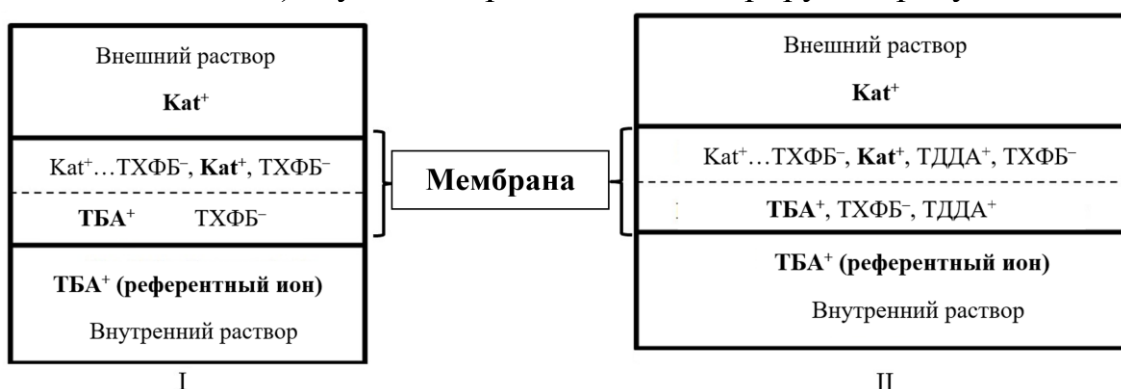 Внешний раствор
Kat⁺
Kat⁺…ТХФБ⁻, Kat⁺, ТХФБ⁻
ТБА⁺ ТХФБ⁻
ТБА⁺ (референтный ион)
Внутренний раствор
I
Мембрана
Внешний раствор
Kat⁺
Kat⁺…ТХФБ⁻, Kat⁺, ТДДА⁺, ТХФБ⁻
ТБА⁺, ТХФБ⁻, ТДДА⁺
ТБА⁺ (референтный ион)
Внутренний раствор
II